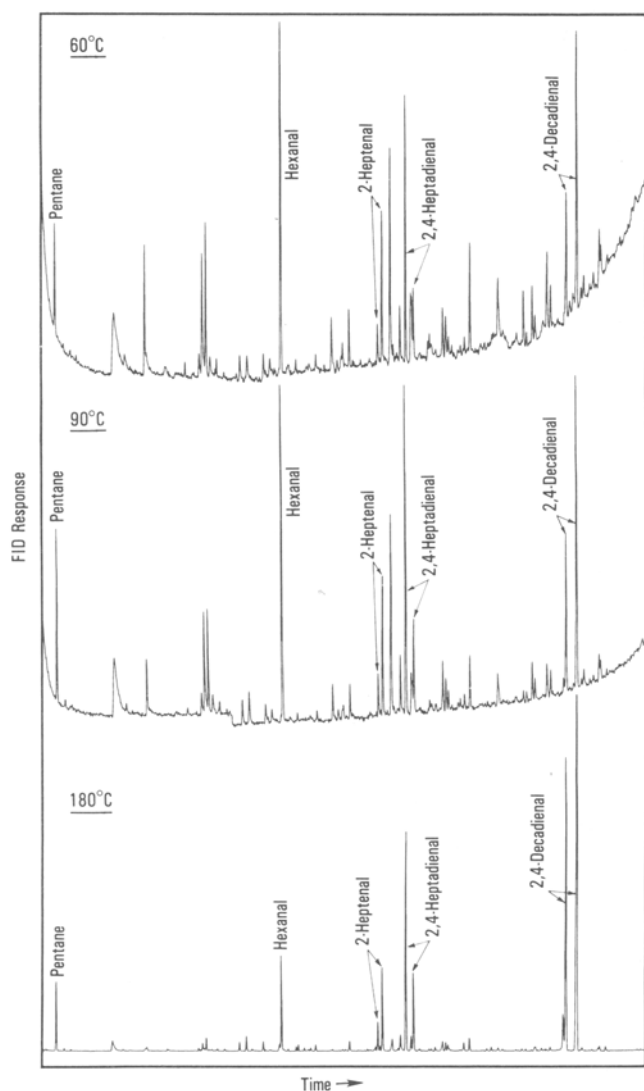 60°C
Pentane
Hexanal
2-Heptenal
2,4-Heptadienal
2,4-Decadienal
90°C
Pentane
Hexanal
2-Heptenal
2,4-Heptadienal
2,4-Decadienal
FID Response
180°C
Pentane
Hexanal
2-Heptenal
2,4-Heptadienal
2,4-Decadienal
Time →